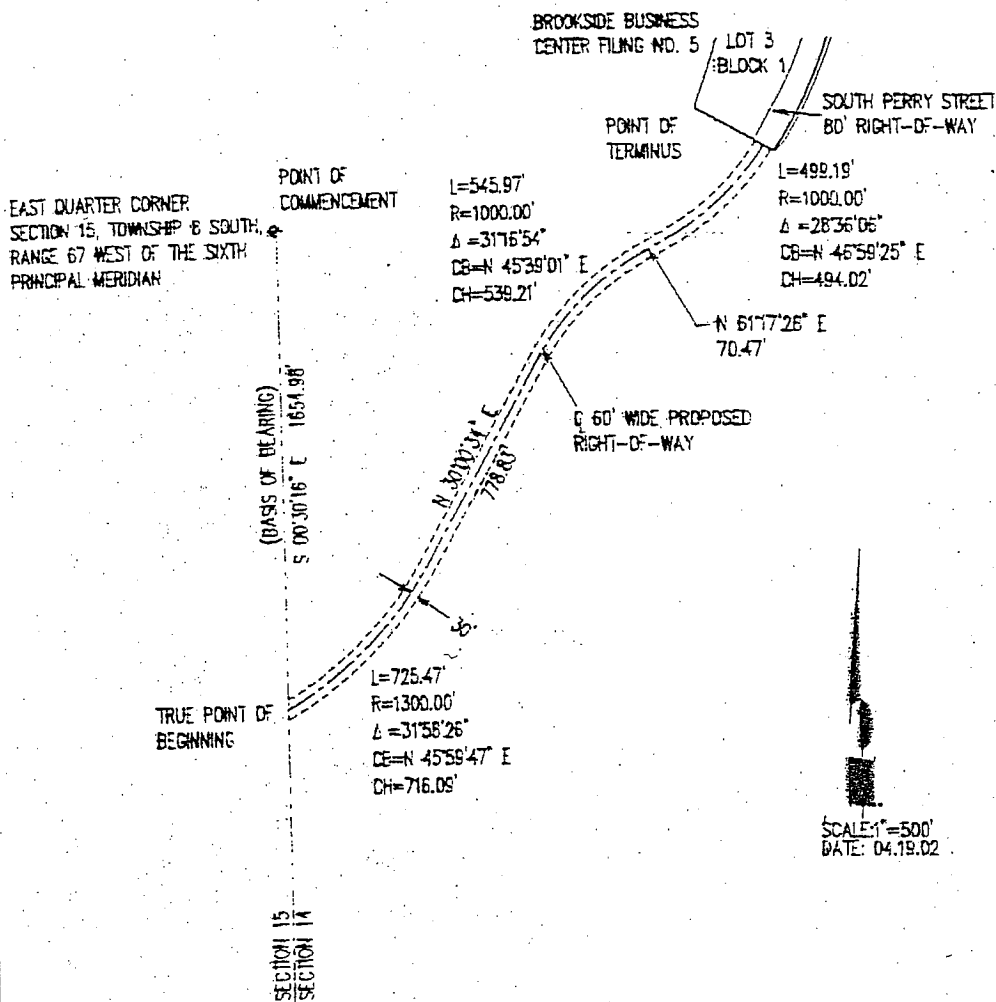 BROOKSIDE BUSINESS
CENTER FILING NO. 5
LOT 3
BLOCK 1
SOUTH PERRY STREET
80' RIGHT-OF-WAY
POINT OF
TERMINUS
POINT OF
COMMENCEMENT
EAST QUARTER CORNER
SECTION 15, TOWNSHIP 6 SOUTH,
RANGE 67 WEST OF THE SIXTH
PRINCIPAL MERIDIAN
L=545.97'
R=1000.00'
Δ =31°16'54"
CB=N 45°39'01" E
CH=539.21'
L=499.19'
R=1000.00'
Δ =28°36'06"
CB=N 46°59'25" E
CH=494.02'
N 61°17'28" E
70.47'
℄ 60' WIDE PROPOSED
RIGHT-OF-WAY
(BASIS OF BEARING)
S 00°30'16" E 1654.98'
N 30°00'34" E
778.83'
30'
TRUE POINT OF
BEGINNING
L=725.47'
R=1300.00'
Δ =31°58'26"
CB=N 45°59'47" E
CH=716.09'
SCALE:1"=500'
DATE: 04.19.02
SECTION 15
SECTION 14